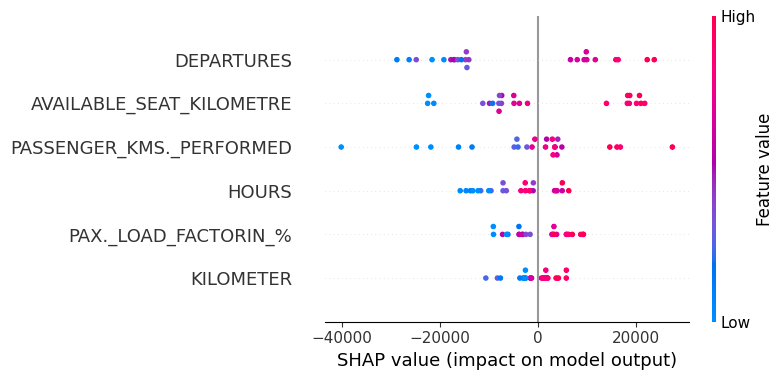 High
DEPARTURES
AVAILABLE_SEAT_KILOMETRE
PASSENGER_KMS._PERFORMED
HOURS
PAX._LOAD_FACTORIN_%
KILOMETER
Feature value
Low
−40000 −20000 0 20000
SHAP value (impact on model output)